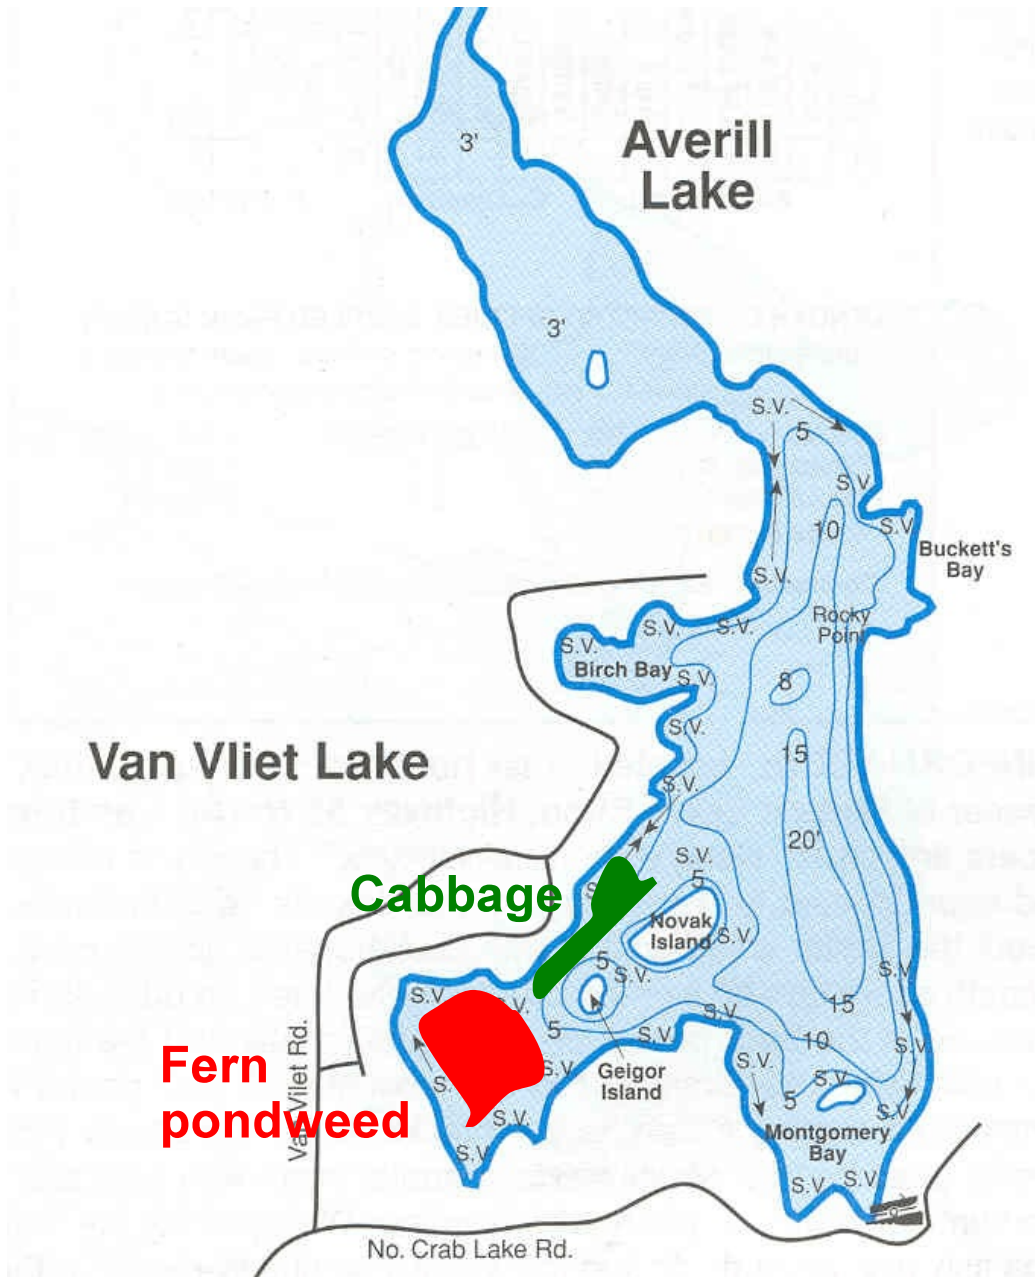 3'
Averill
Lake
3'
S.V.
5
S.V.
10
S.V.
Buckett's
Bay
S.V.
Rocky
Point
S.V.
S.V.
S.V.
Birch Bay
S.V.
8
S.V.
15
Van Vliet Lake
S.V.
20'
S.V.
5
Cabbage
Novak
Island
S.V.
5
S.V.
S.V.
S.V.
15
S.V.
5
S.V.
10
S.V.
Fern
pondweed
Van Vliet Rd.
S.V.
Geigor
Island
S.V.
S.V.
5
S.V.
S.V.
Montgomery
Bay
S.V.
S.V.
S.V.
No. Crab Lake Rd.